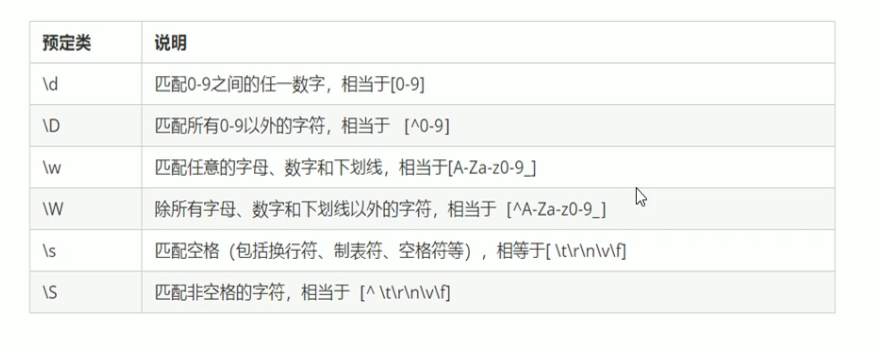 预定类 说明
\d 匹配0-9之间的任一数字，相当于[0-9]
\D 匹配所有0-9以外的字符，相当于 [^0-9]
\w 匹配任意的字母、数字和下划线，相当于[A-Za-z0-9_]
\W 除所有字母、数字和下划线以外的字符，相当于 [^A-Za-z0-9_]
\s 匹配空格（包括换行符、制表符、空格符等），相等于[ \t\r\n\v\f]
\S 匹配非空格的字符，相当于 [^ \t\r\n\v\f]